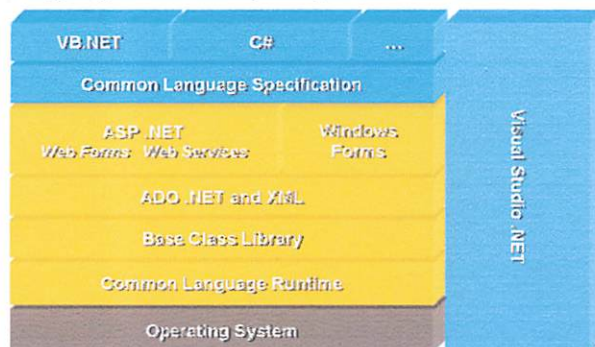 VB.NET C# ...
Common Language Specification
ASP .NET Windows
Web Forms Web Services Forms
ADO .NET and XML
Base Class Library
Common Language Runtime
Operating System
Visual Studio .NET